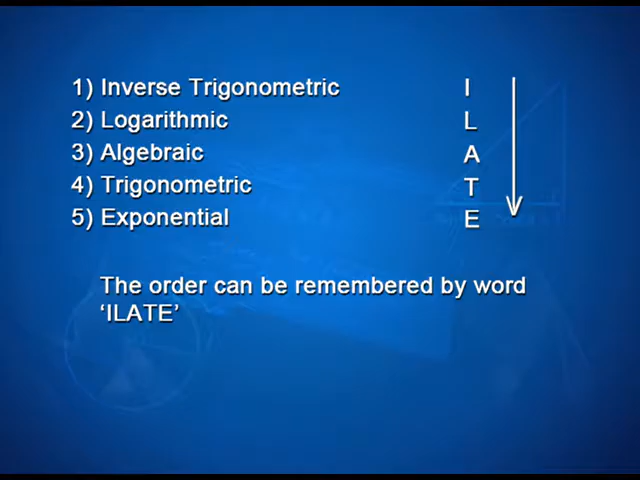 1) Inverse Trigonometric I
2) Logarithmic L
3) Algebraic A
4) Trigonometric T
5) Exponential E
The order can be remembered by word
‘ILATE’